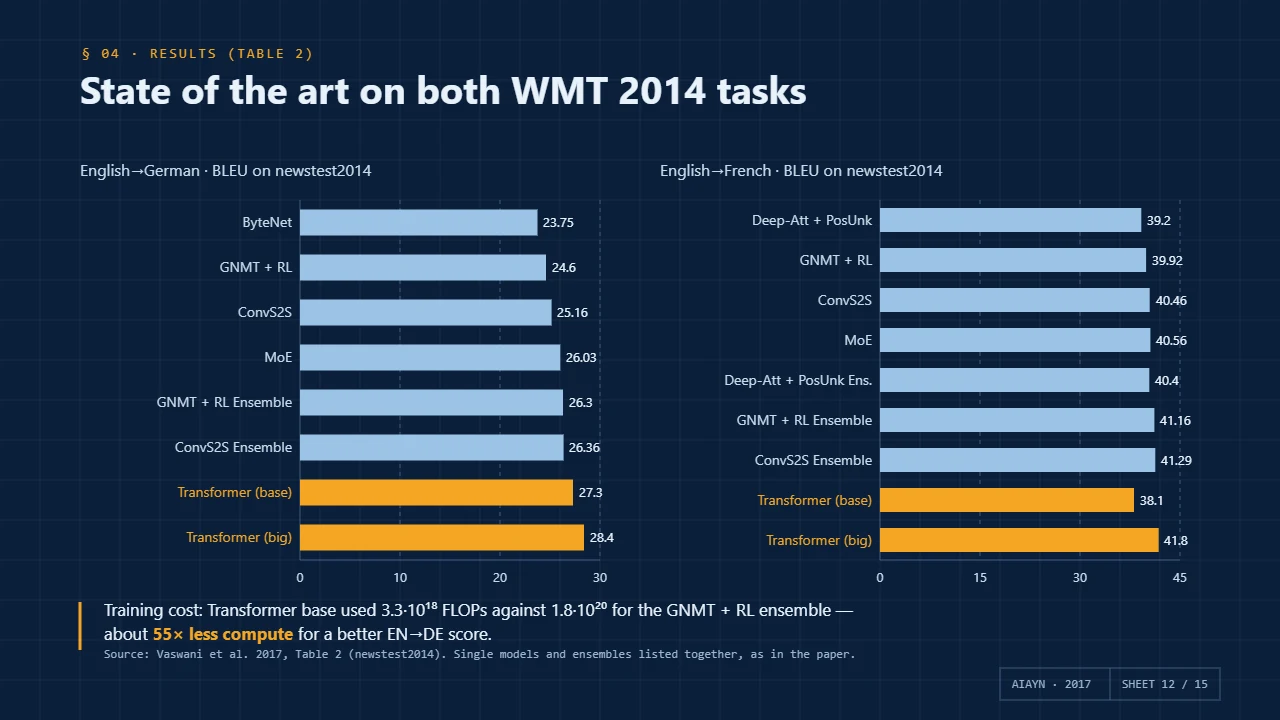 § 04 · RESULTS (TABLE 2)
State of the art on both WMT 2014 tasks
English→German · BLEU on newstest2014
ByteNet 23.75
GNMT + RL 24.6
ConvS2S 25.16
MoE 26.03
GNMT + RL Ensemble 26.3
ConvS2S Ensemble 26.36
Transformer (base) 27.3
Transformer (big) 28.4
0 10 20 30
English→French · BLEU on newstest2014
Deep-Att + PosUnk 39.2
GNMT + RL 39.92
ConvS2S 40.46
MoE 40.56
Deep-Att + PosUnk Ens. 40.4
GNMT + RL Ensemble 41.16
ConvS2S Ensemble 41.29
Transformer (base) 38.1
Transformer (big) 41.8
0 15 30 45
Training cost: Transformer base used 3.3·10¹⁸ FLOPs against 1.8·10²⁰ for the GNMT + RL ensemble —
about 55× less compute for a better EN→DE score.
Source: Vaswani et al. 2017, Table 2 (newstest2014). Single models and ensembles listed together, as in the paper.
AIAYN · 2017 SHEET 12 / 15